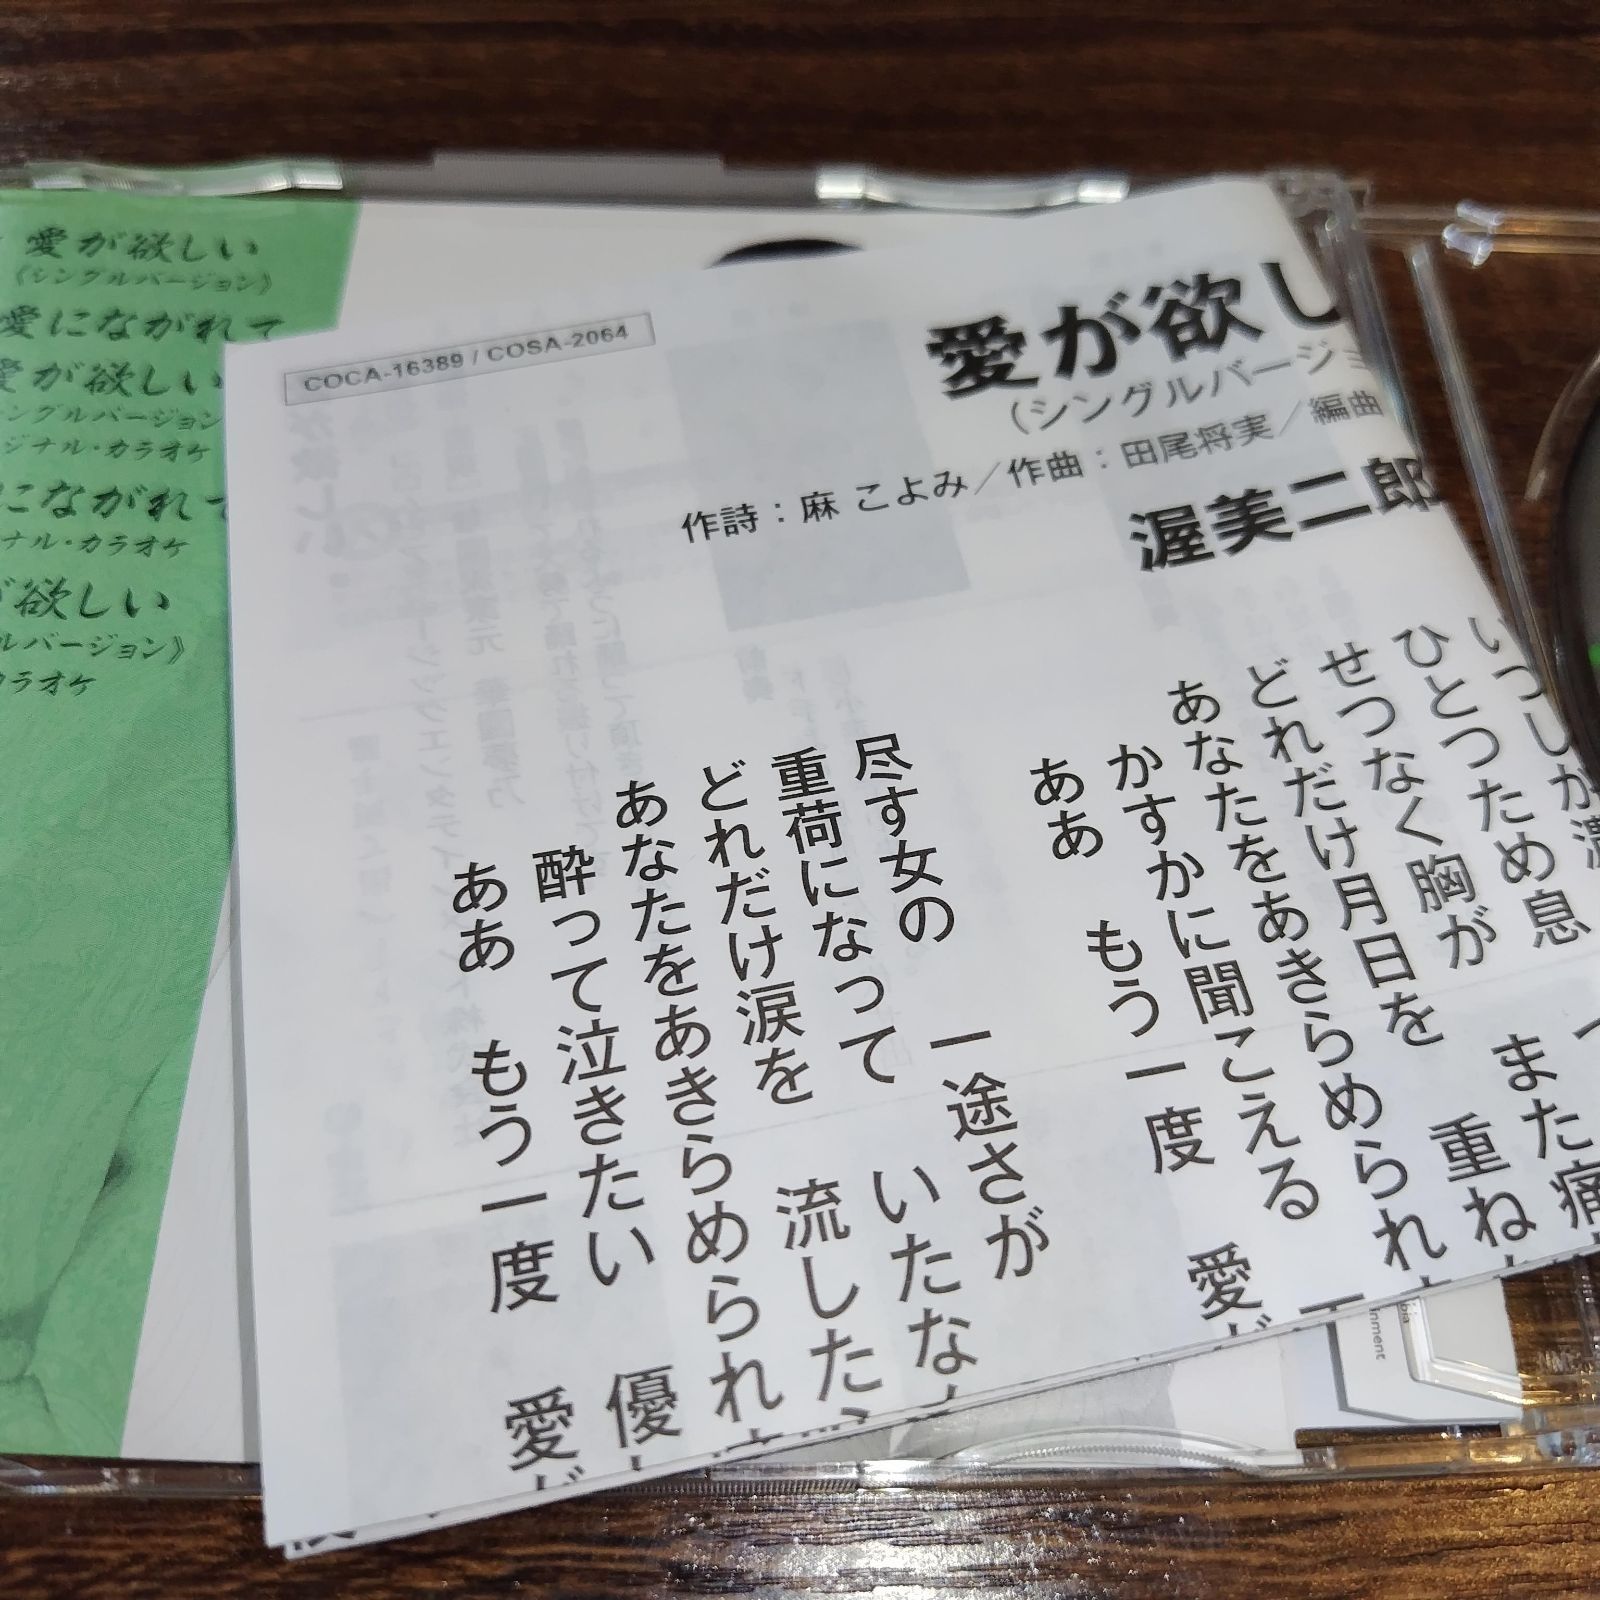 愛が欲しい
《シングルバージョン》
愛にながれて
愛が欲しい
シングルバージョン
ジナル・カラオケ
にながれて
ナル・カラオケ
が欲しい
ルバージョン》
カラオケ
COCA-16389 / COSA-2064
愛が欲し
(シングルバージョ
作詩：麻 こよみ／作曲：田尾将実／編曲
渥美二郎
いつしか濃
ひとつため息 また痛
せつなく胸が
どれだけ月日を 重ね
あなたをあきらめられ
かすかに聞こえる
ああ もう一度 愛が
尽す女の 一途さが
重荷になって いたな
どれだけ涙を 流した
あなたをあきらめられ
酔って泣きたい 優
ああ もう一度 愛が